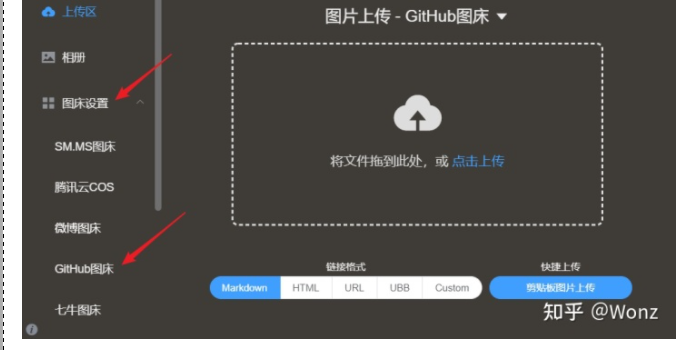 上传区
图片上传 - GitHub图床
相册
图床设置
SM.MS图床
将文件拖到此处，或 点击上传
腾讯云COS
微博图床
GitHub图床
链接格式
快捷上传
Markdown HTML URL UBB Custom
剪贴板图片上传
七牛图床
知乎 @Wonz